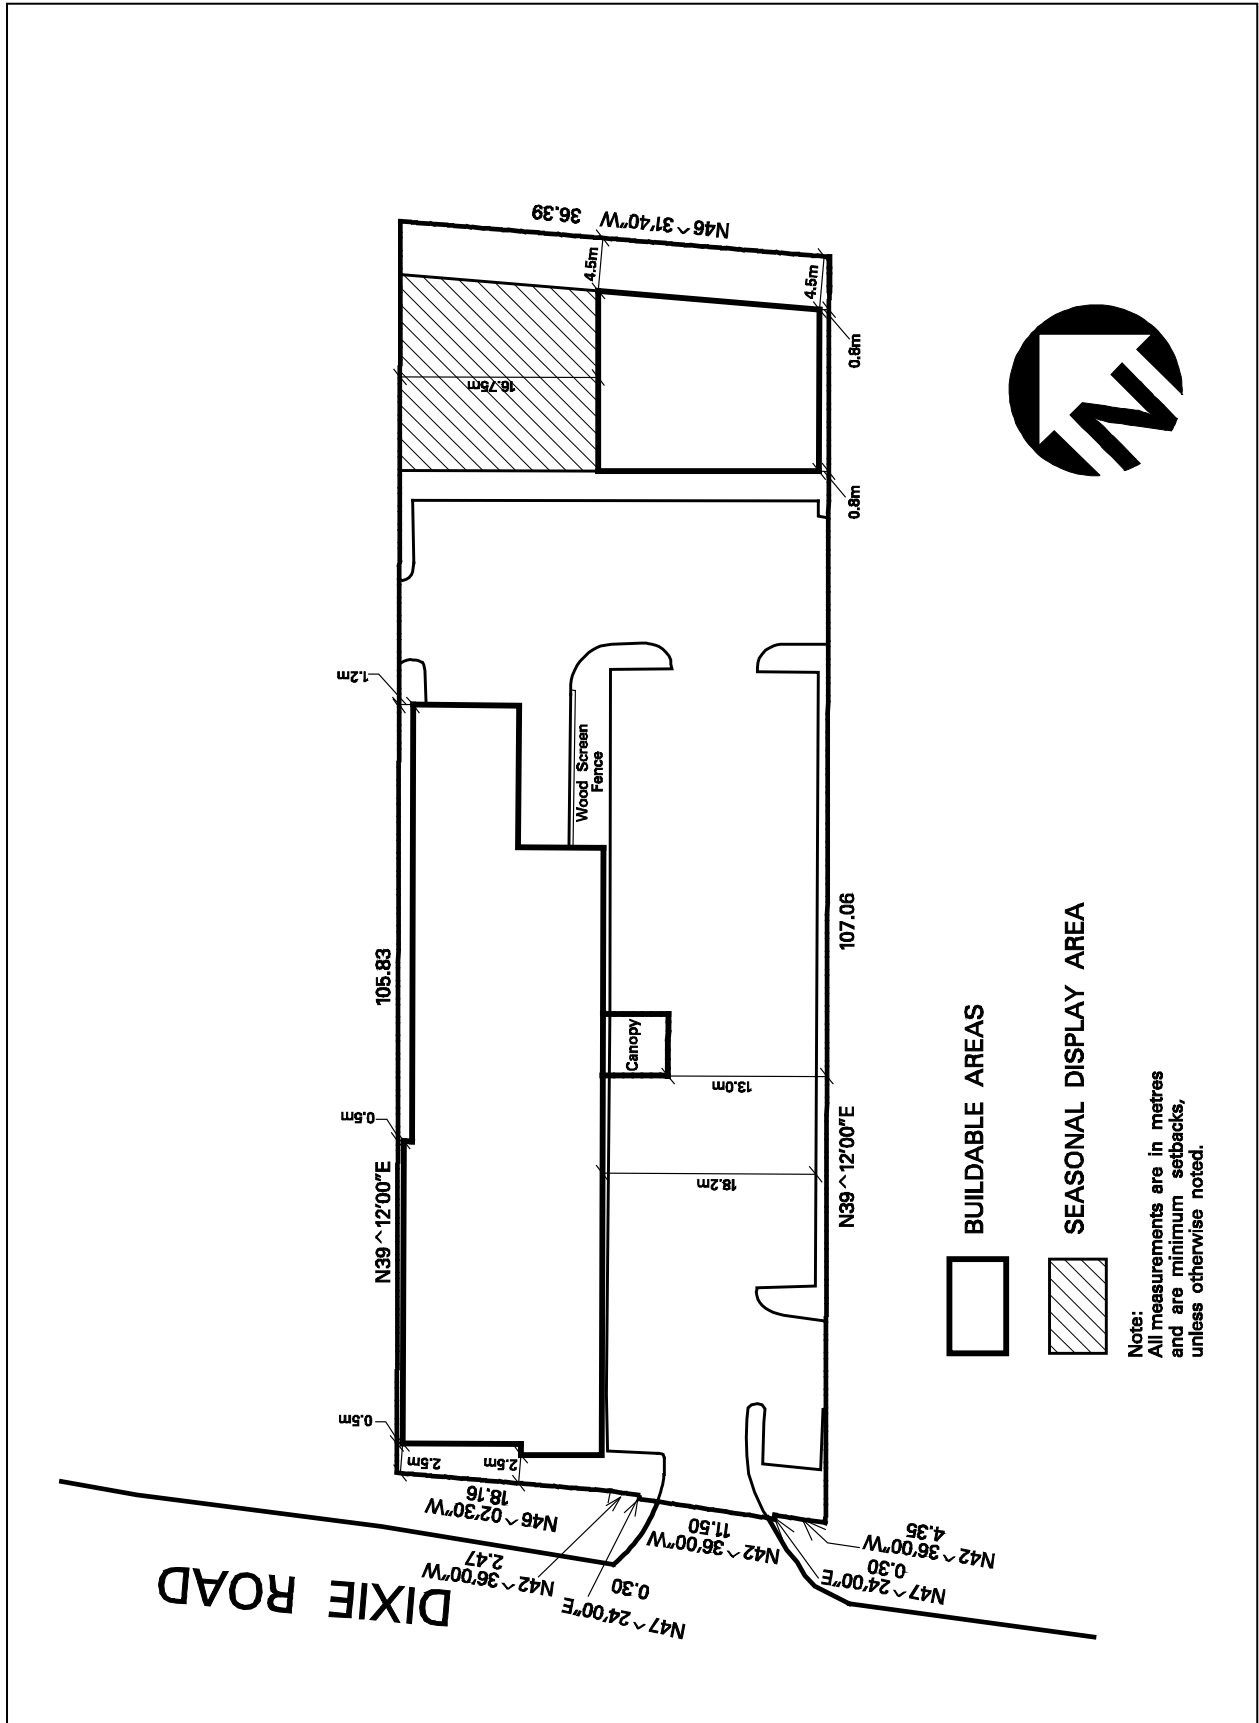 36.39
N46^31'40"W
4.5m
4.5m
0.8m
16.75m
0.8m
N
1.2m
Wood Screen
Fence
105.83
107.06
Canopy
13.0m
0.5m
18.2m
N39^12'00"E
N39^12'00"E
0.5m
2.5m
2.5m
18.16
N46^02'30"W
2.47
N42^36'00"W
0.30
N47^24'00"E
11.50
N42^36'00"W
4.35
N42^36'00"W
0.30
N47^24'00"E
DIXIE ROAD
BUILDABLE AREAS
SEASONAL DISPLAY AREA
Note:
All measurements are in metres
and are minimum setbacks,
unless otherwise noted.